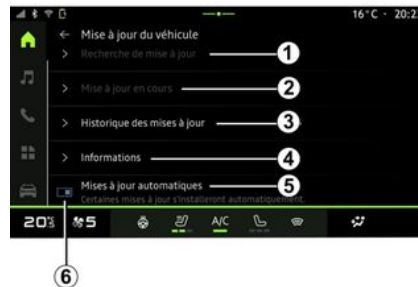 16°C · 20:2
Mise à jour du véhicule
Recherche de mise à jour
1
Mise à jour en cours
2
Historique des mises à jour
3
Informations
4
Mises à jour automatiques
5
Certaines mises à jour s'installeront automatiquement.
20 5 A/C
6